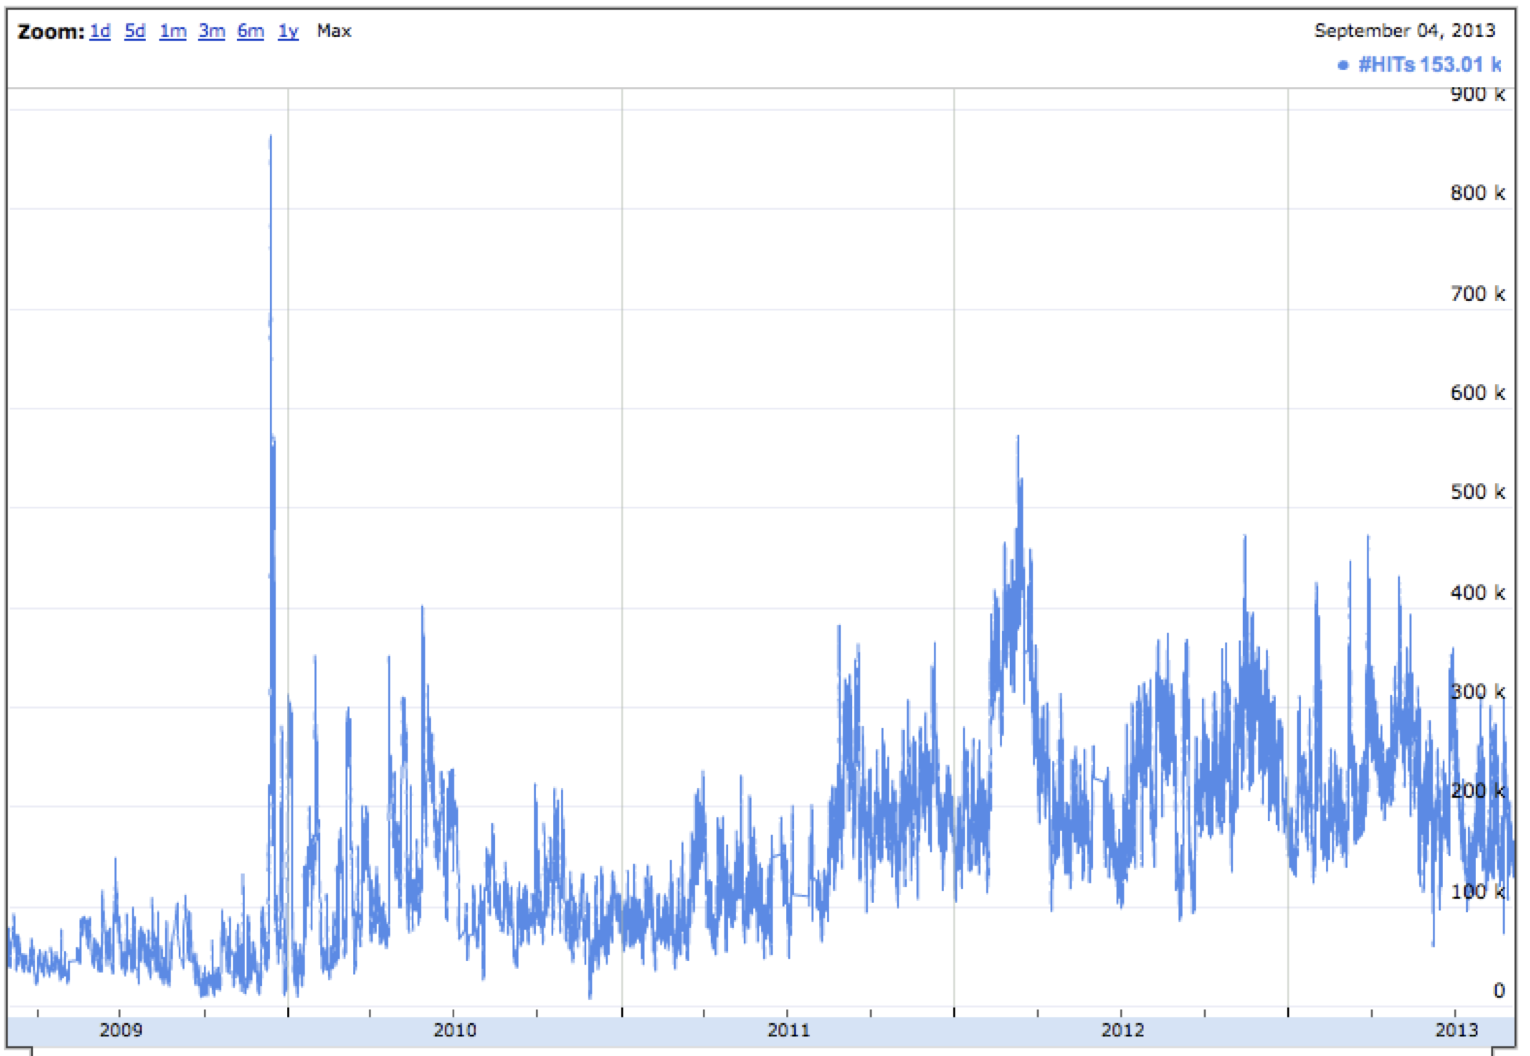 Zoom: 1d 5d 1m 3m 6m 1y Max
September 04, 2013
#HITs 153.01 k
900 k
800 k
700 k
600 k
500 k
400 k
300 k
200 k
100 k
0
2009 2010 2011 2012 2013